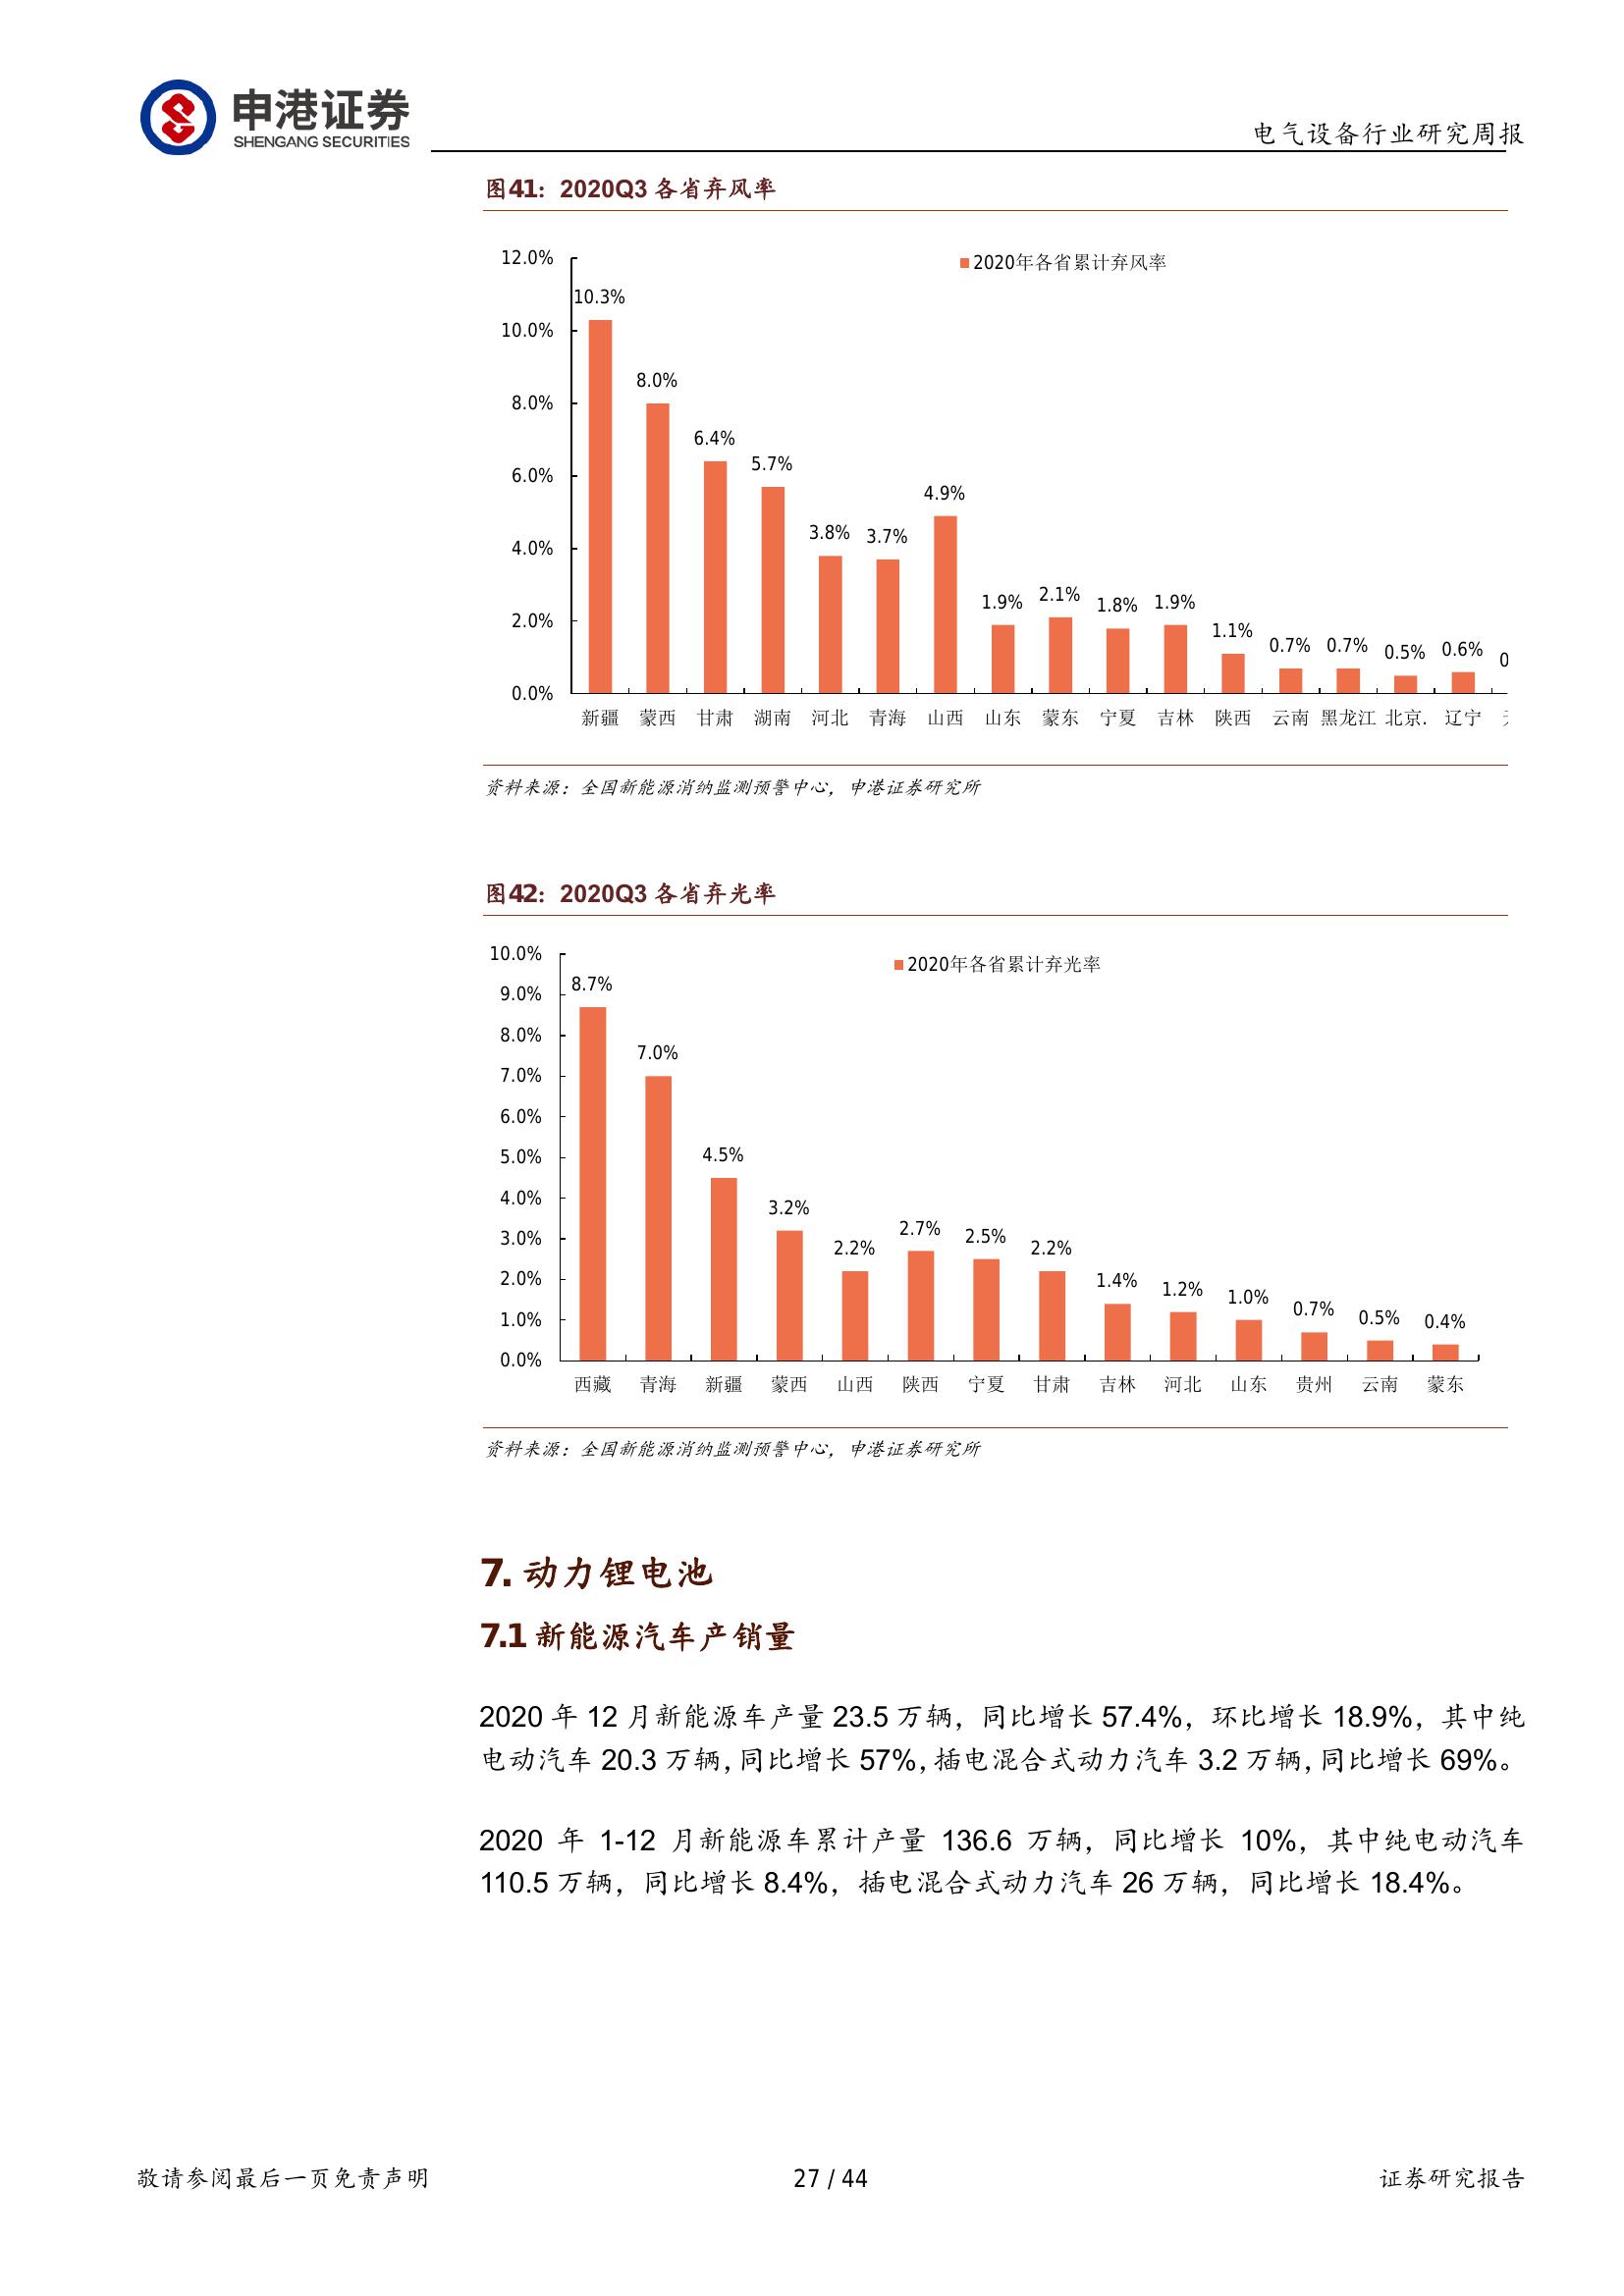 申港证券
SHENGANG SECURITIES
电气设备行业研究周报
图41：2020Q3 各省弃风率
2020年各省累计弃风率
12.0%
10.0%
8.0%
6.0%
4.0%
2.0%
0.0%
10.3% 8.0% 6.4% 5.7% 3.8% 3.7% 4.9% 1.9% 2.1% 1.8% 1.9% 1.1% 0.7% 0.7% 0.5% 0.6% 0
新疆 蒙西 甘肃 湖南 河北 青海 山西 山东 蒙东 宁夏 吉林 陕西 云南 黑龙江 北京. 辽宁
资料来源：全国新能源消纳监测预警中心，申港证券研究所
图42：2020Q3 各省弃光率
2020年各省累计弃光率
10.0%
9.0%
8.0%
7.0%
6.0%
5.0%
4.0%
3.0%
2.0%
1.0%
0.0%
8.7% 7.0% 4.5% 3.2% 2.2% 2.7% 2.5% 2.2% 1.4% 1.2% 1.0% 0.7% 0.5% 0.4%
西藏 青海 新疆 蒙西 山西 陕西 宁夏 甘肃 吉林 河北 山东 贵州 云南 蒙东
资料来源：全国新能源消纳监测预警中心，申港证券研究所
7. 动力锂电池
7.1 新能源汽车产销量
2020 年 12 月新能源车产量 23.5 万辆，同比增长 57.4%，环比增长 18.9%，其中纯
电动汽车 20.3 万辆，同比增长 57%，插电混合式动力汽车 3.2 万辆，同比增长 69%。
2020 年 1-12 月新能源车累计产量 136.6 万辆，同比增长 10%，其中纯电动汽车
110.5 万辆，同比增长 8.4%，插电混合式动力汽车 26 万辆，同比增长 18.4%。
敬请参阅最后一页免责声明
27 / 44
证券研究报告